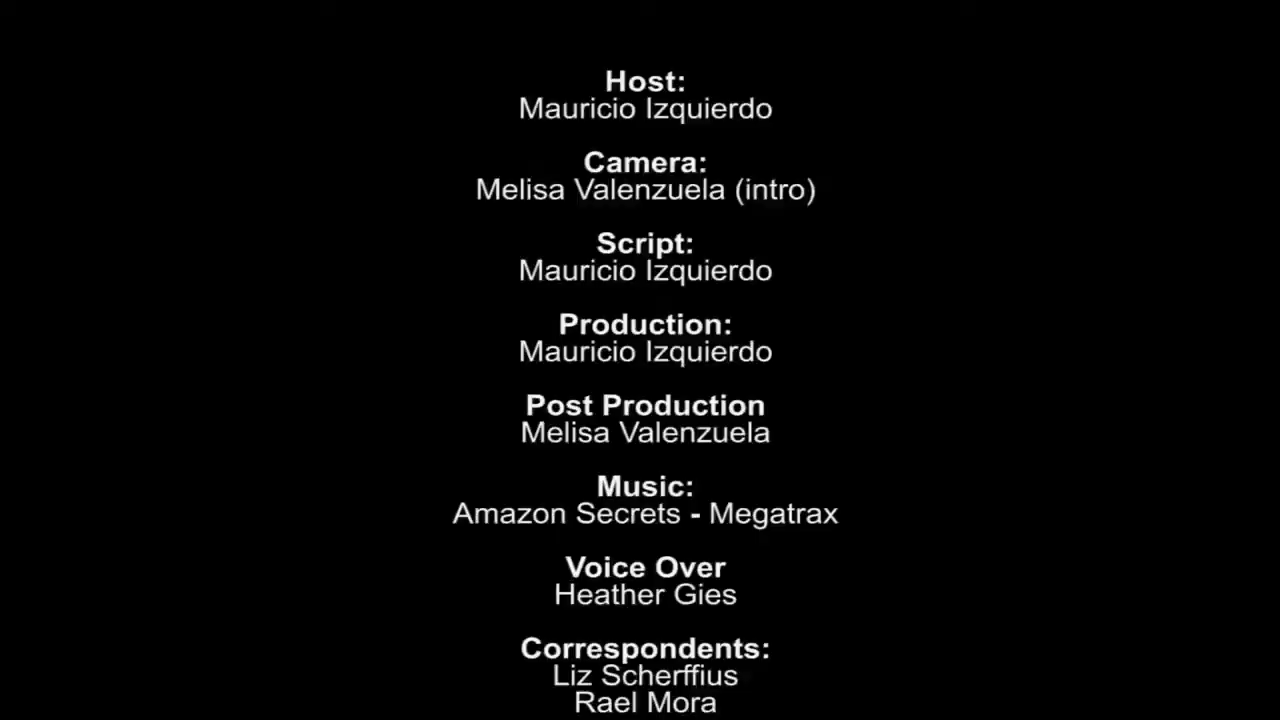 Host:
Mauricio Izquierdo
Camera:
Melisa Valenzuela (intro)
Script:
Mauricio Izquierdo
Production:
Mauricio Izquierdo
Post Production
Melisa Valenzuela
Music:
Amazon Secrets - Megatrax
Voice Over
Heather Gies
Correspondents:
Liz Scherffius
Rael Mora